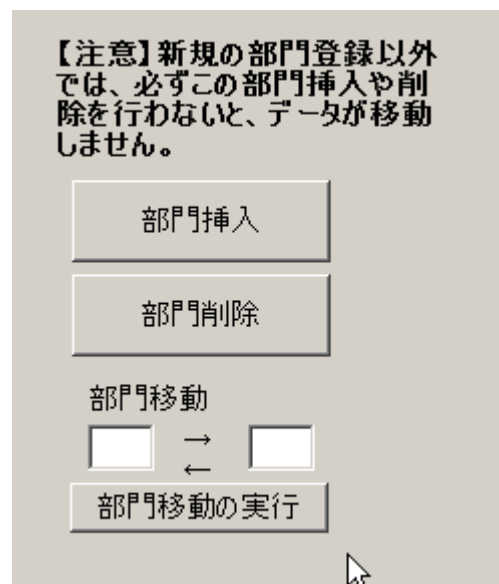 【注意】新規の部門登録以外
では、必ずこの部門挿入や削
除を行わないと、データが移動
しません。
部門挿入
部門削除
部門移動
→
←
部門移動の実行